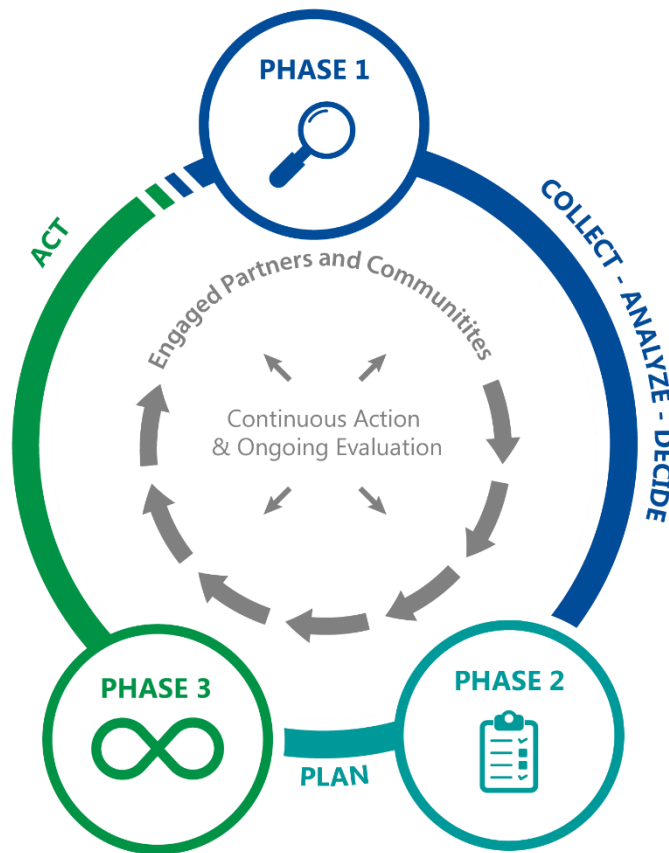 PHASE 1
COLLECT - ANALYZE - DECIDE
ACT
Engaged Partners and Communitites
Continuous Action
& Ongoing Evaluation
PHASE 3
PHASE 2
PLAN